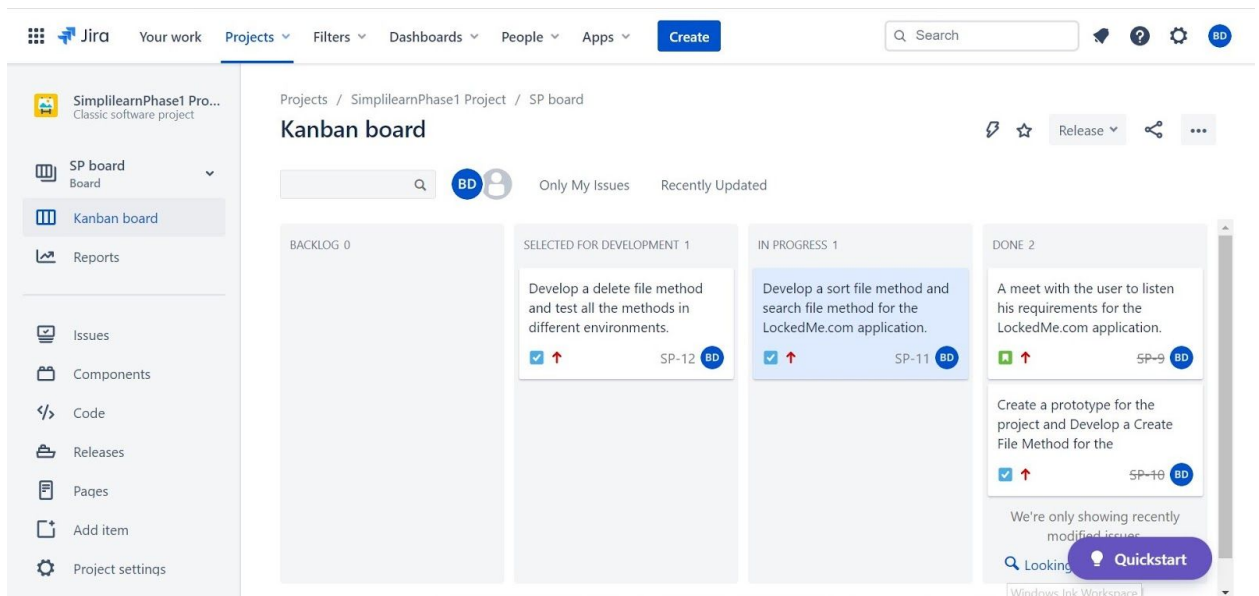 Jira Your work Projects Filters Dashboards People Apps Create Search BD
SimplilearnPhase1 Pro...
Classic software project
SP board
Board
Kanban board
Reports
Issues
Components
Code
Releases
Pages
Add item
Project settings
Projects / SimplilearnPhase1 Project / SP board
Kanban board
Release
BD Only My Issues Recently Updated
BACKLOG 0
SELECTED FOR DEVELOPMENT 1
Develop a delete file method
and test all the methods in
different environments.
SP-12 BD
IN PROGRESS 1
Develop a sort file method and
search file method for the
LockedMe.com application.
SP-11 BD
DONE 2
A meet with the user to listen
his requirements for the
LockedMe.com application.
SP-9 BD
Create a prototype for the
project and Develop a Create
File Method for the
SP-10 BD
We're only showing recently
modified issues
Looking
Quickstart
Windows Ink Workspace